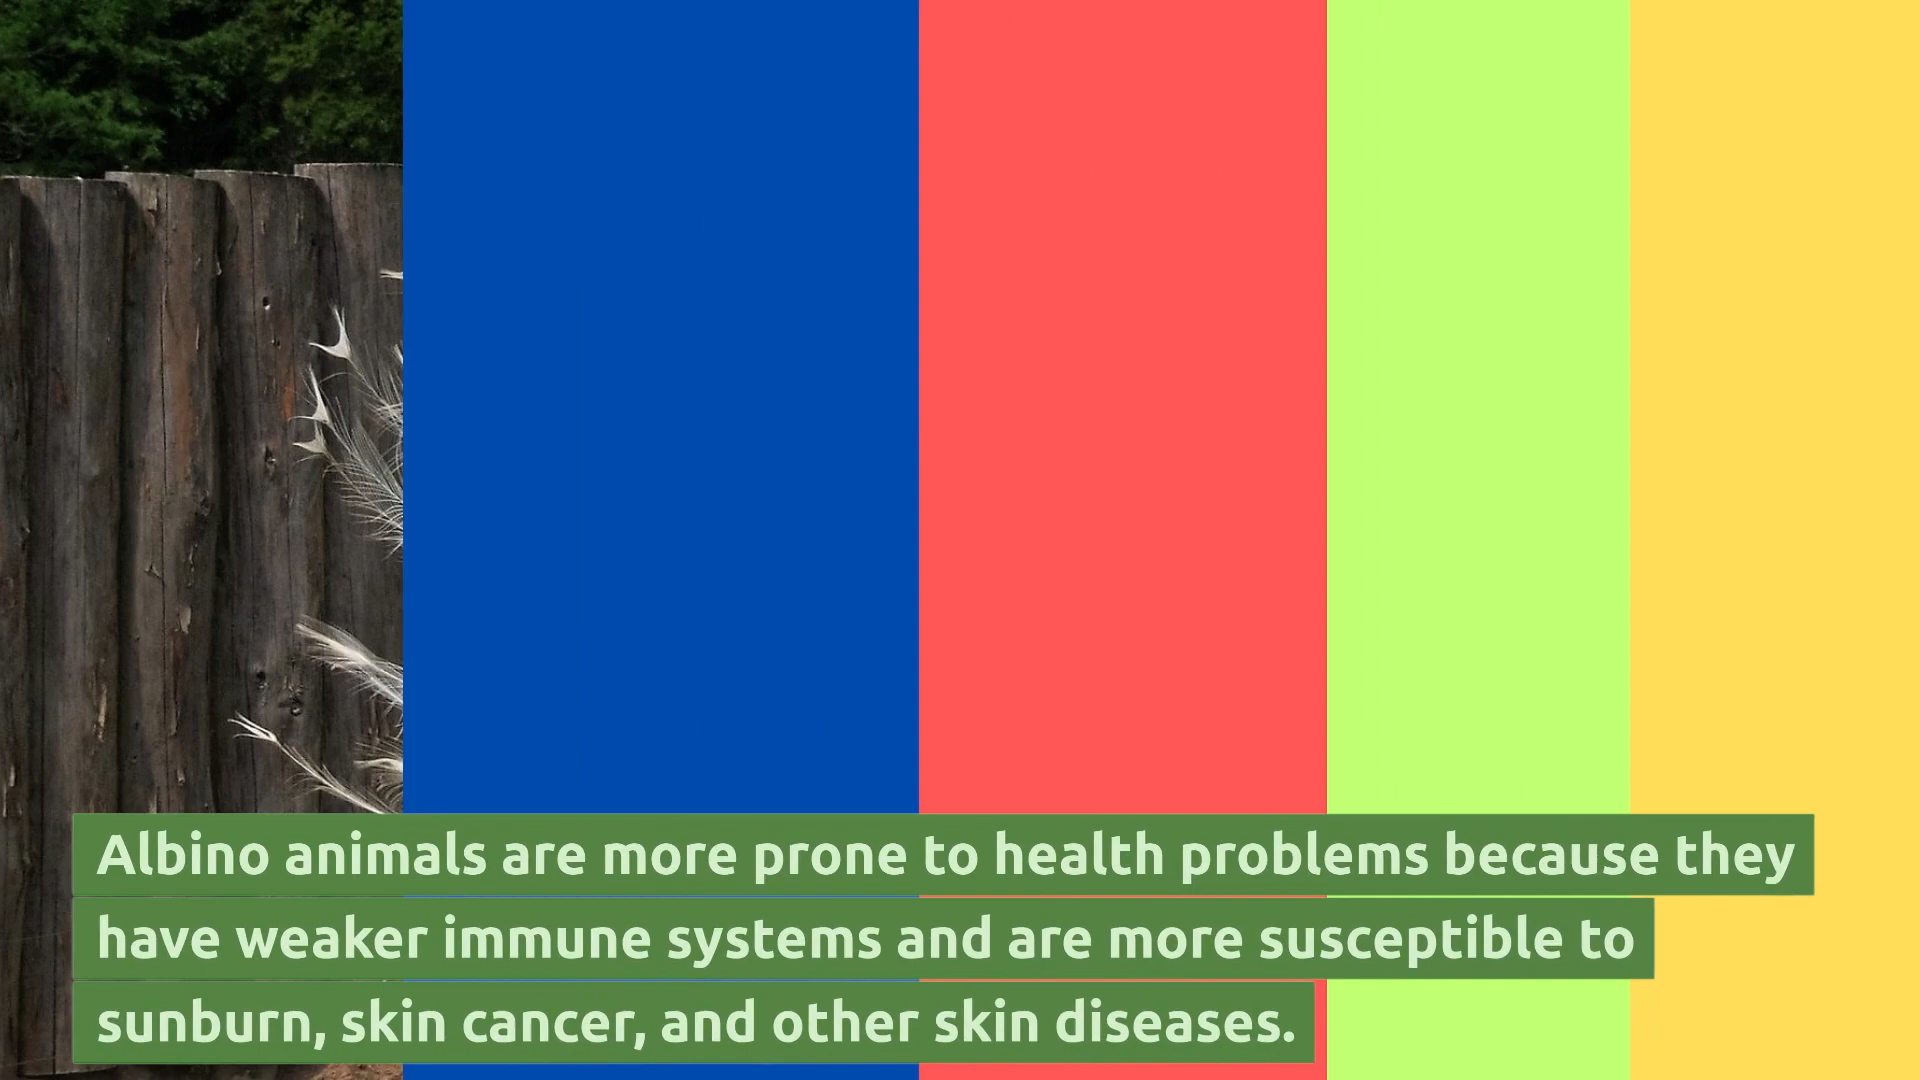 Albino animals are more prone to health problems because they
have weaker immune systems and are more susceptible to
sunburn, skin cancer, and other skin diseases.